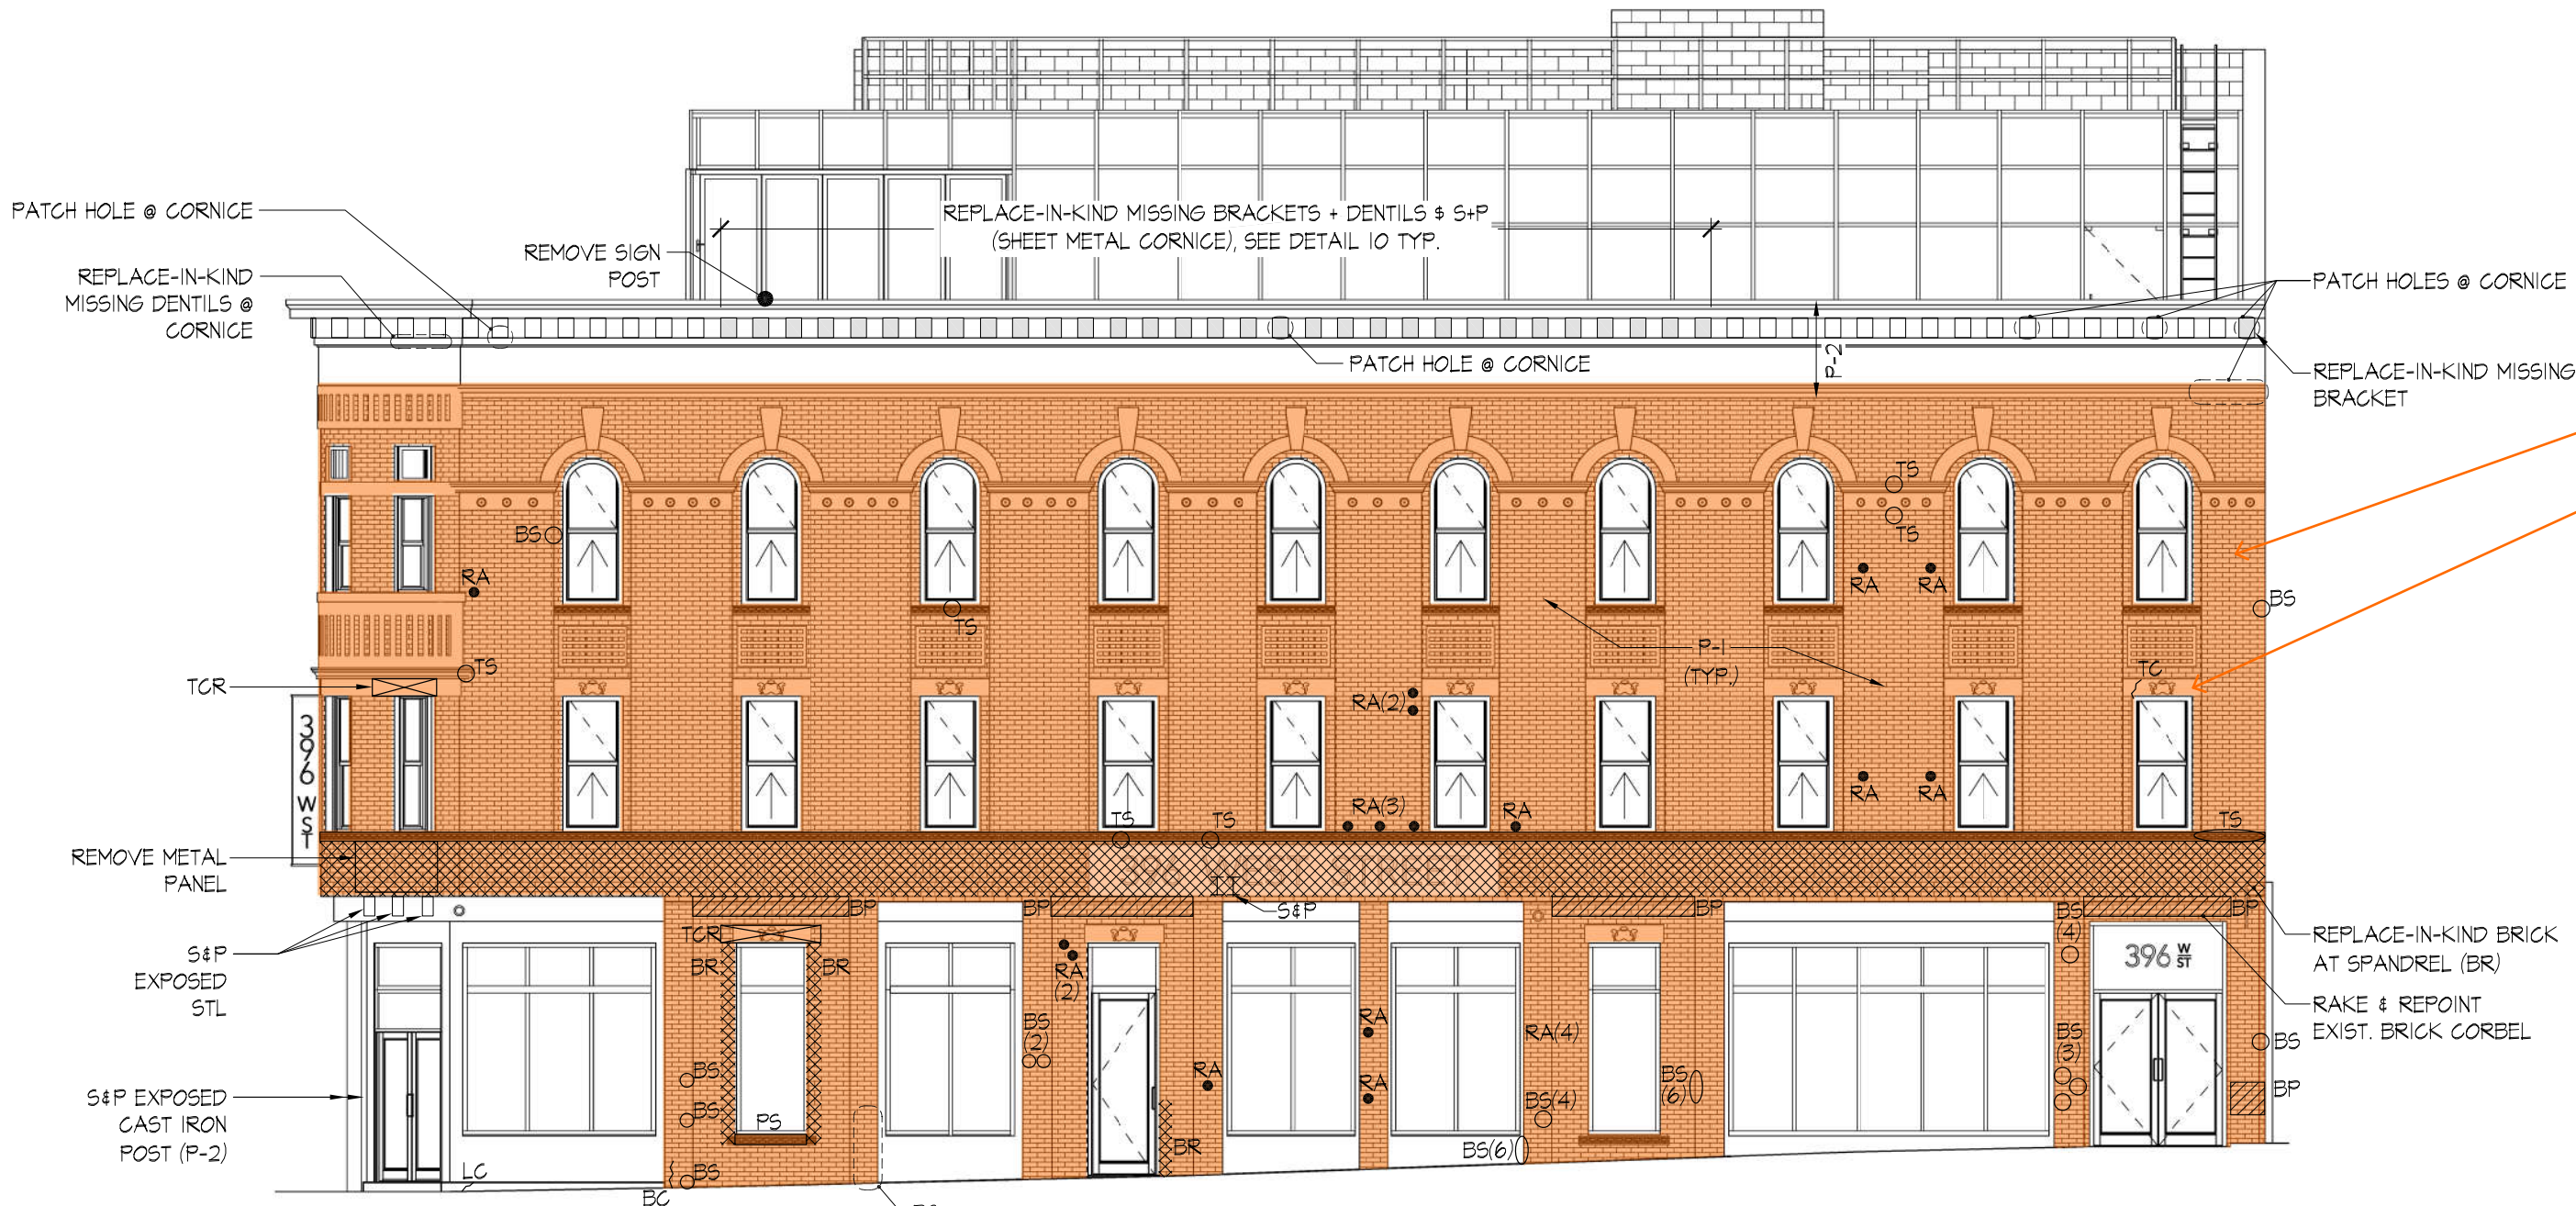 PATCH HOLE @ CORNICE
REPLACE-IN-KIND
MISSING DENTILS @
CORNICE
REMOVE SIGN
POST
REPLACE-IN-KIND MISSING BRACKETS + DENTILS $ S+P
(SHEET METAL CORNICE), SEE DETAIL 10 TYP.
PATCH HOLES @ CORNICE
PATCH HOLE @ CORNICE
P-2
REPLACE-IN-KIND MISSING
BRACKET
TS
BS
TS
RA
RA
RA
BS
TS
P-1
(TYP.)
TS
TC
TCR
RA(2)
396 W ST
RA
RA
RA(3)
RA
TS
TS
TS
REMOVE METAL
PANEL
396 WEST STREET
S&P
BP
BP
BP
BP
S&P
EXPOSED
STL
TCR
BR
BR
RA
(2)
BS
(4)
396 W ST
REPLACE-IN-KIND BRICK
AT SPANDREL (BR)
RAKE & REPOINT
EXIST. BRICK CORBEL
BS
(2)
RA
RA(4)
BS
(3)
BS
BS
RA
RA
BS
(6)
BP
S&P EXPOSED
CAST IRON
POST (P-2)
BS
PS
BS(4)
BR
BS(6)
LC
BC
BS